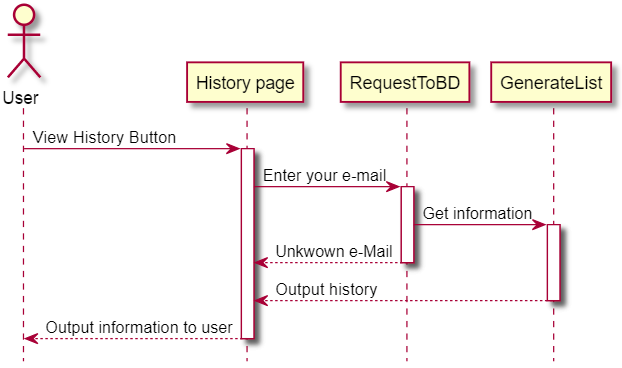 User
History page
RequestToBD
GenerateList
View History Button
Enter your e-mail
Get information
Unkwown e-Mail
Output history
Output information to user